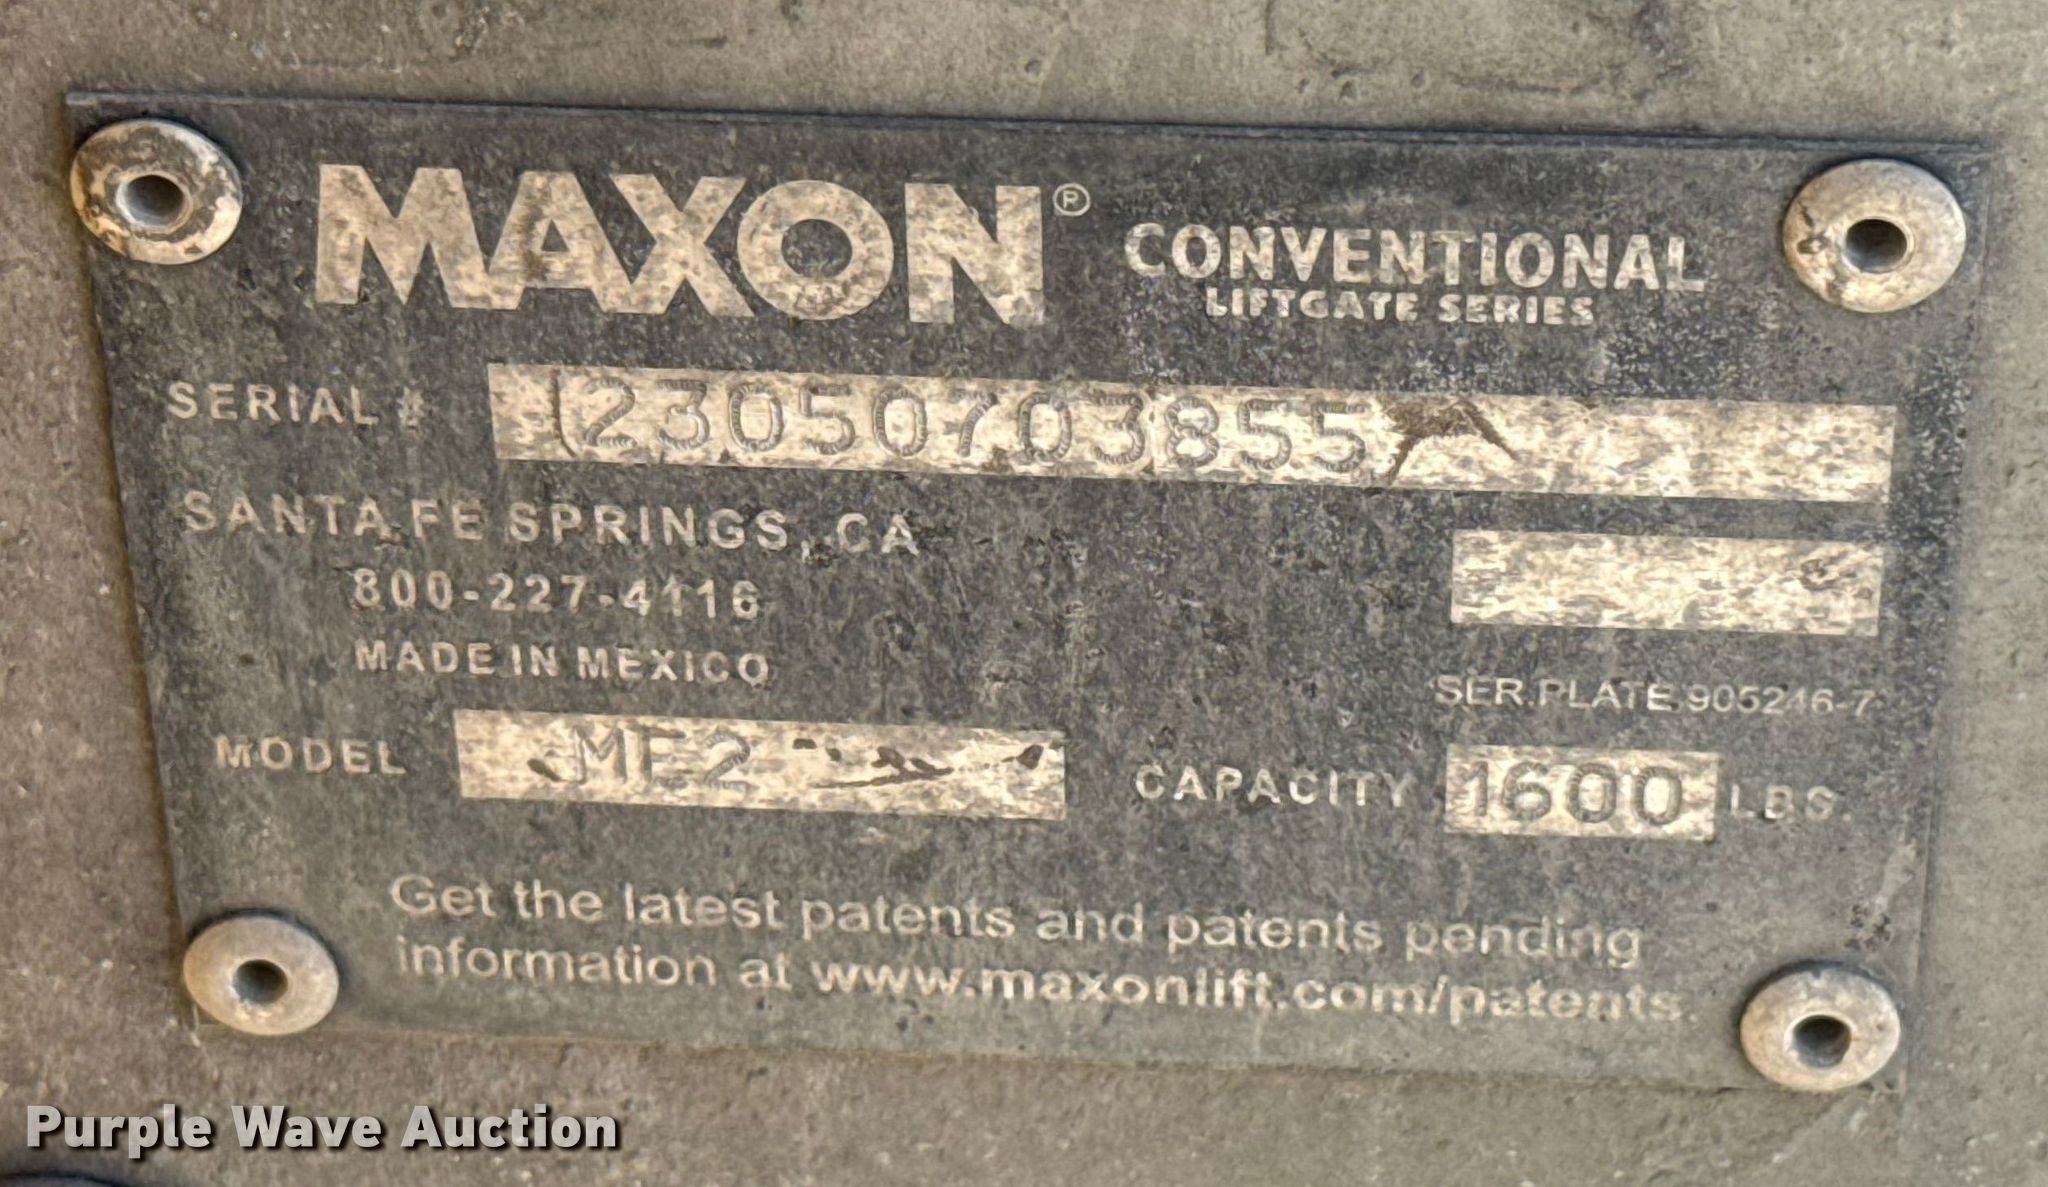 MAXON®
CONVENTIONAL
LIFTGATE SERIES
SERIAL # 123050703855
SANTA FE SPRINGS, CA
800-227-4116
MADE IN MEXICO
SER. PLATE 905246-7
MODEL ME2
CAPACITY 1600 LBS.
Get the latest patents and patents pending
information at www.maxonlift.com/patents.
Purple Wave Auction